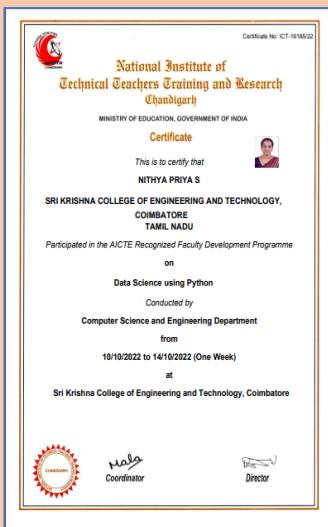 Certificate No: ICT-16185/22
National Institute of
Technical Teachers Training and Research
Chandigarh
MINISTRY OF EDUCATION, GOVERNMENT OF INDIA
Certificate
This is to certify that
NITHYA PRIYA S
SRI KRISHNA COLLEGE OF ENGINEERING AND TECHNOLOGY,
COIMBATORE
TAMIL NADU
Participated in the AICTE Recognized Faculty Development Programme
on
Data Science using Python
Conducted by
Computer Science and Engineering Department
from
10/10/2022 to 14/10/2022 (One Week)
at
Sri Krishna College of Engineering and Technology, Coimbatore
CHANDIGARH
Mala
Coordinator
Director